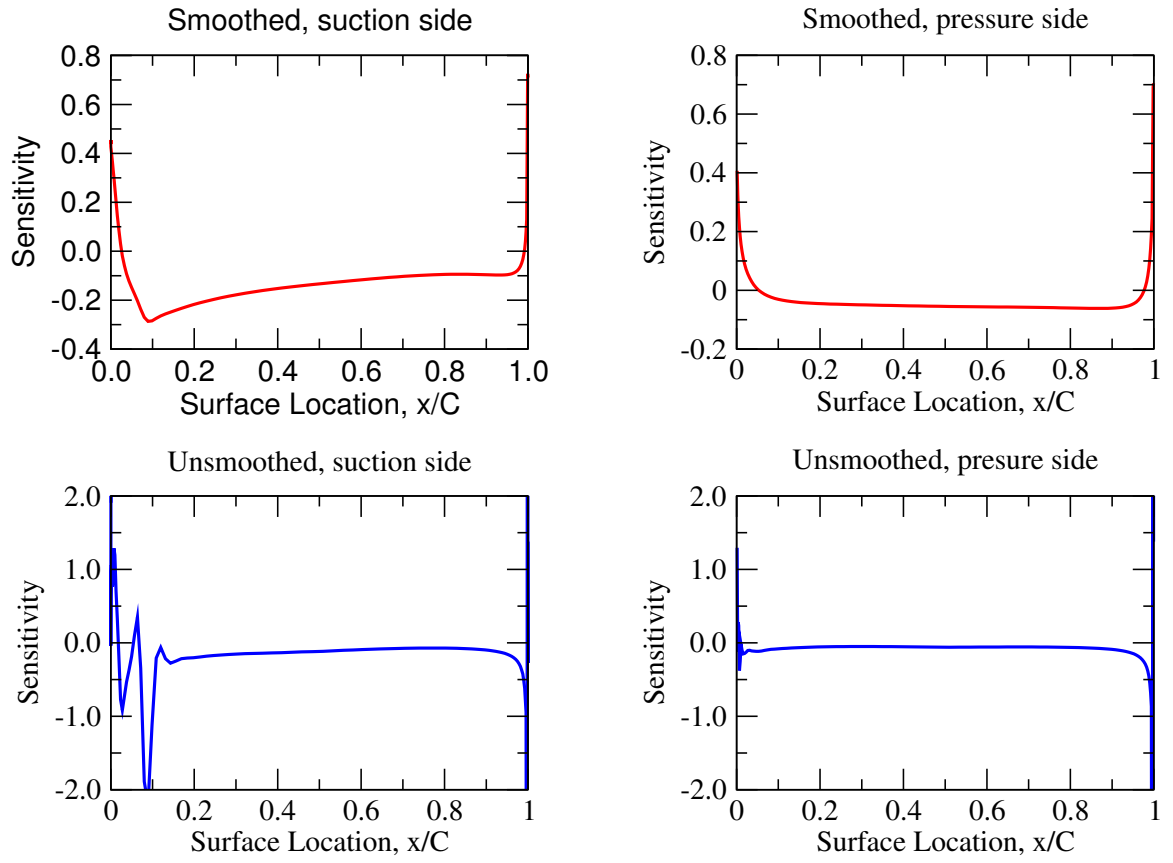 Smoothed, suction side
0.8
0.6
0.4
0.2
0.0
-0.2
-0.4
Sensitivity
0.0 0.2 0.4 0.6 0.8 1.0
Surface Location, x/C
Smoothed, pressure side
0.8
0.6
0.4
0.2
0
-0.2
Sensitivity
0 0.2 0.4 0.6 0.8 1
Surface Location, x/C
Unsmoothed, suction side
2.0
1.0
0.0
-1.0
-2.0
Sensitivity
0 0.2 0.4 0.6 0.8 1
Surface Location, x/C
Unsmoothed, presure side
2.0
1.0
0.0
-1.0
-2.0
Sensitivity
0 0.2 0.4 0.6 0.8 1
Surface Location, x/C